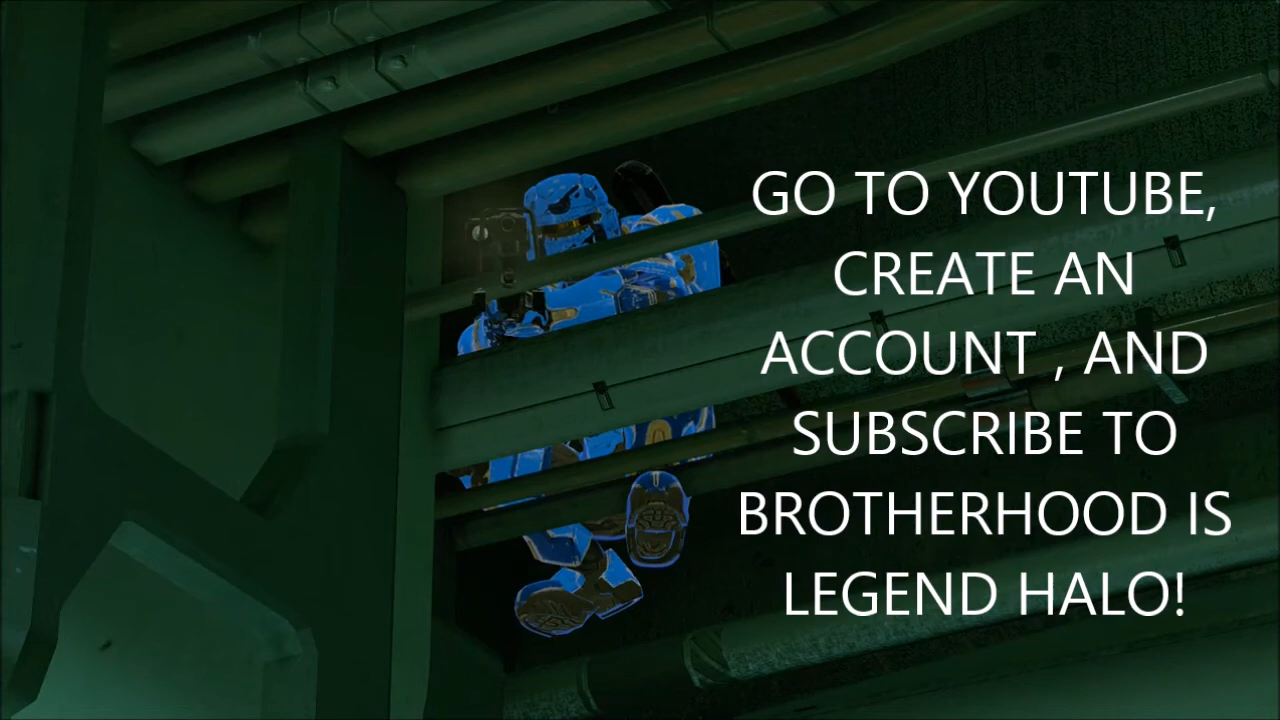 GO TO YOUTUBE,
CREATE AN
ACCOUNT , AND
SUBSCRIBE TO
BROTHERHOOD IS
LEGEND HALO!